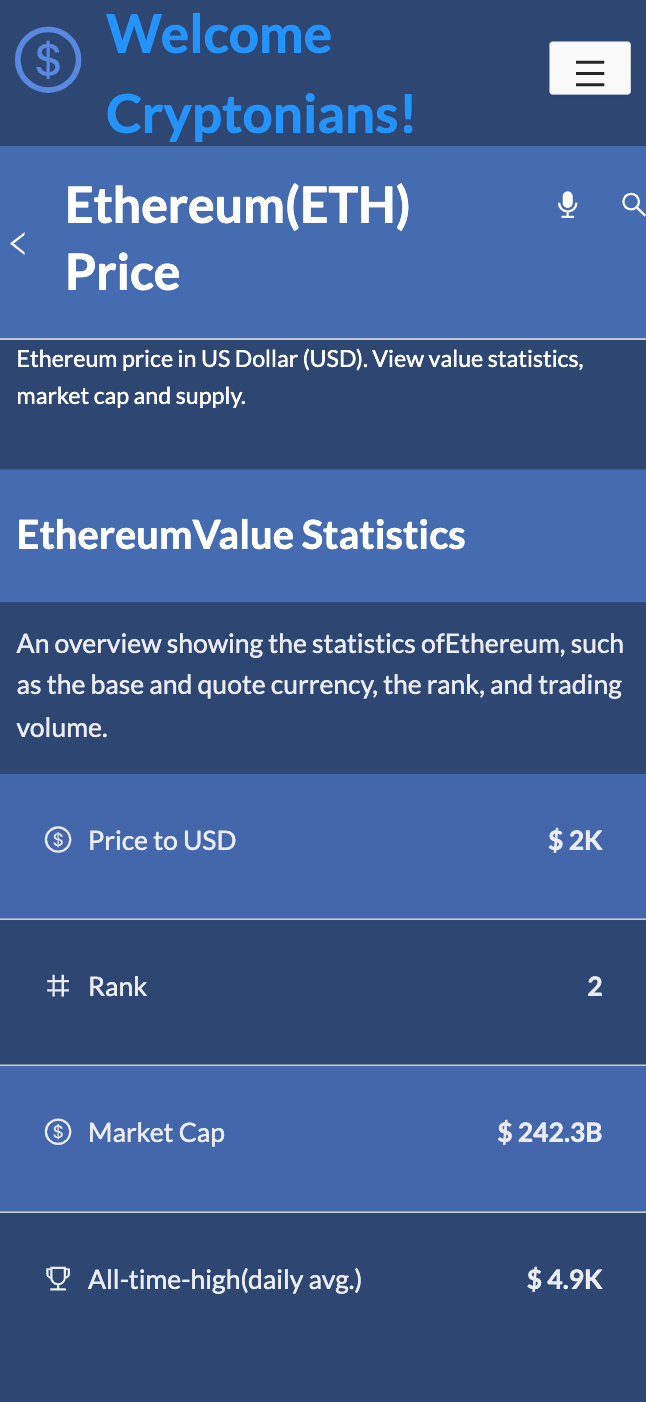 Welcome
Cryptonians!
Ethereum(ETH)
Price
Ethereum price in US Dollar (USD). View value statistics,
market cap and supply.
EthereumValue Statistics
An overview showing the statistics ofEthereum, such
as the base and quote currency, the rank, and trading
volume.
Price to USD $ 2K
Rank 2
Market Cap $ 242.3B
All-time-high(daily avg.) $ 4.9K